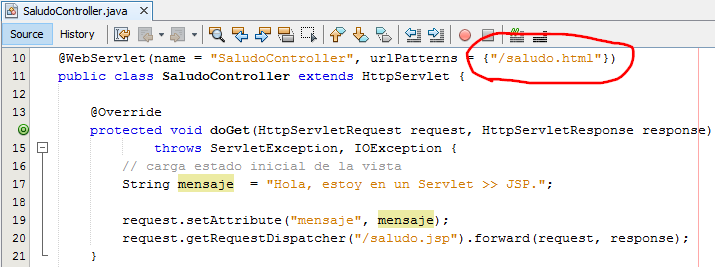 SaludoController.java
Source History
10 @WebServlet(name = "SaludoController", urlPatterns = {"/saludo.html"})
11 public class SaludoController extends HttpServlet {
12
13 @Override
protected void doGet(HttpServletRequest request, HttpServletResponse response)
15 throws ServletException, IOException {
16 // carga estado inicial de la vista
17 String mensaje = "Hola, estoy en un Servlet >> JSP.";
18
19 request.setAttribute("mensaje", mensaje);
20 request.getRequestDispatcher("/saludo.jsp").forward(request, response);
21 }